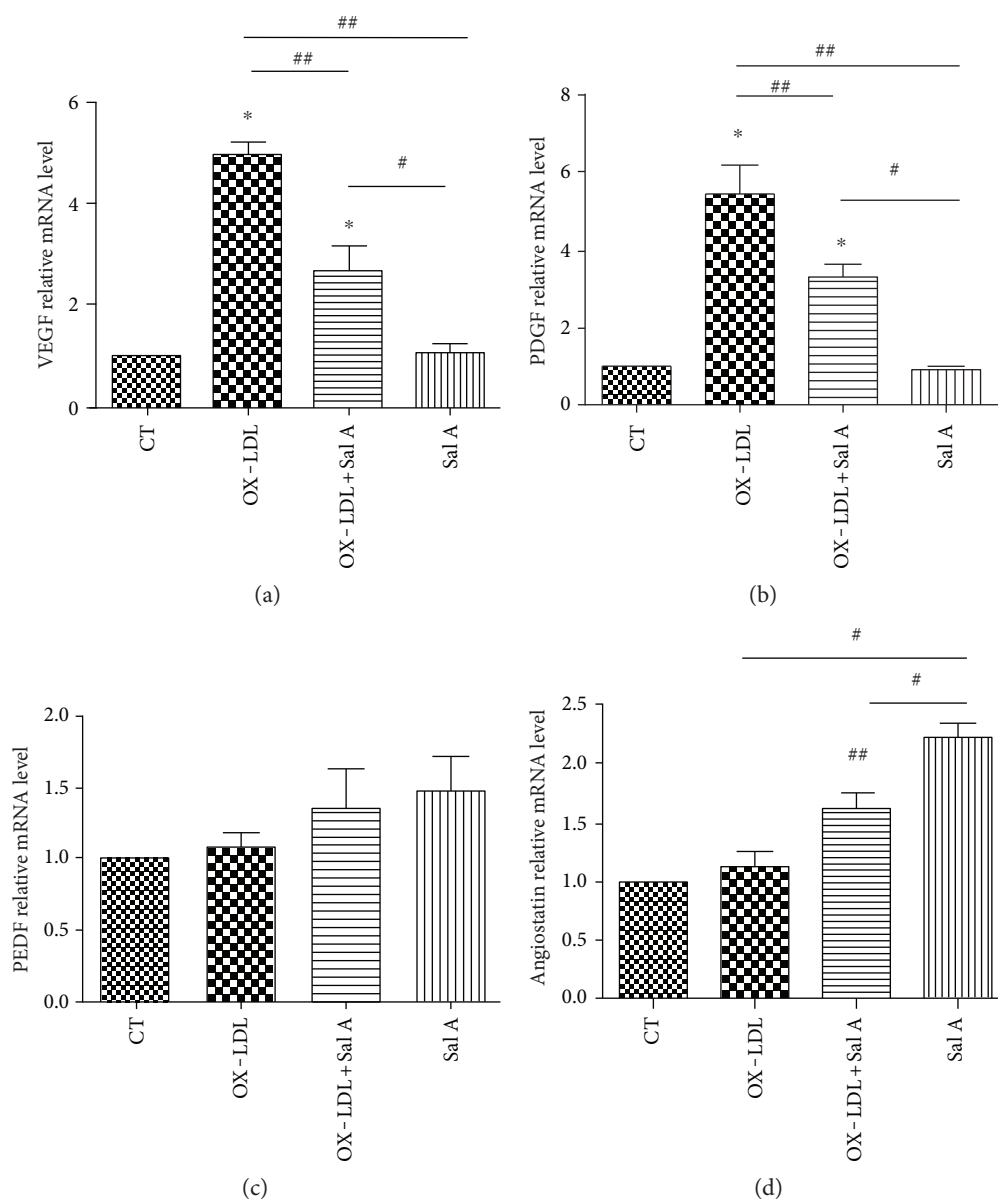 ##
##
*
#
*
VEGF relative mRNA level
6
4
2
0
CT
OX-LDL
OX-LDL+Sal A
Sal A
(a)
##
##
*
#
*
PDGF relative mRNA level
8
6
4
2
0
CT
OX-LDL
OX-LDL+Sal A
Sal A
(b)
PEDF relative mRNA level
2.0
1.5
1.0
0.5
0.0
CT
OX-LDL
OX-LDL+Sal A
Sal A
(c)
#
#
##
Angiostatin relative mRNA level
2.5
2.0
1.5
1.0
0.5
0.0
CT
OX-LDL
OX-LDL+Sal A
Sal A
(d)